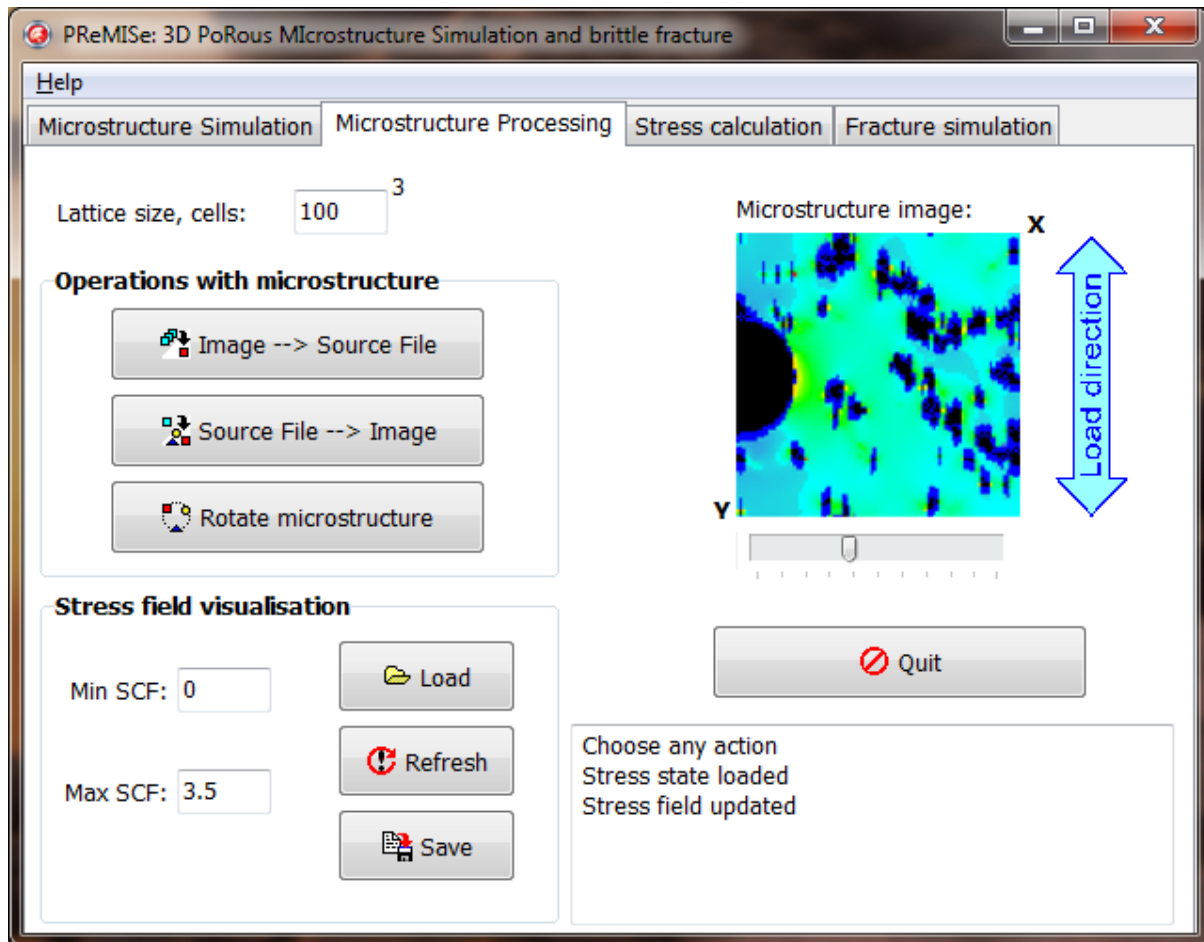 PReMISe: 3D PoRous MIcrostructure Simulation and brittle fracture
Help
Microstructure Simulation
Microstructure Processing
Stress calculation
Fracture simulation
Lattice size, cells:
100
3
Operations with microstructure
Image --> Source File
Source File --> Image
Rotate microstructure
Stress field visualisation
Min SCF:
0
Load
Max SCF:
3.5
Refresh
Save
Microstructure image:
X
Load direction
Y
Quit
Choose any action
Stress state loaded
Stress field updated